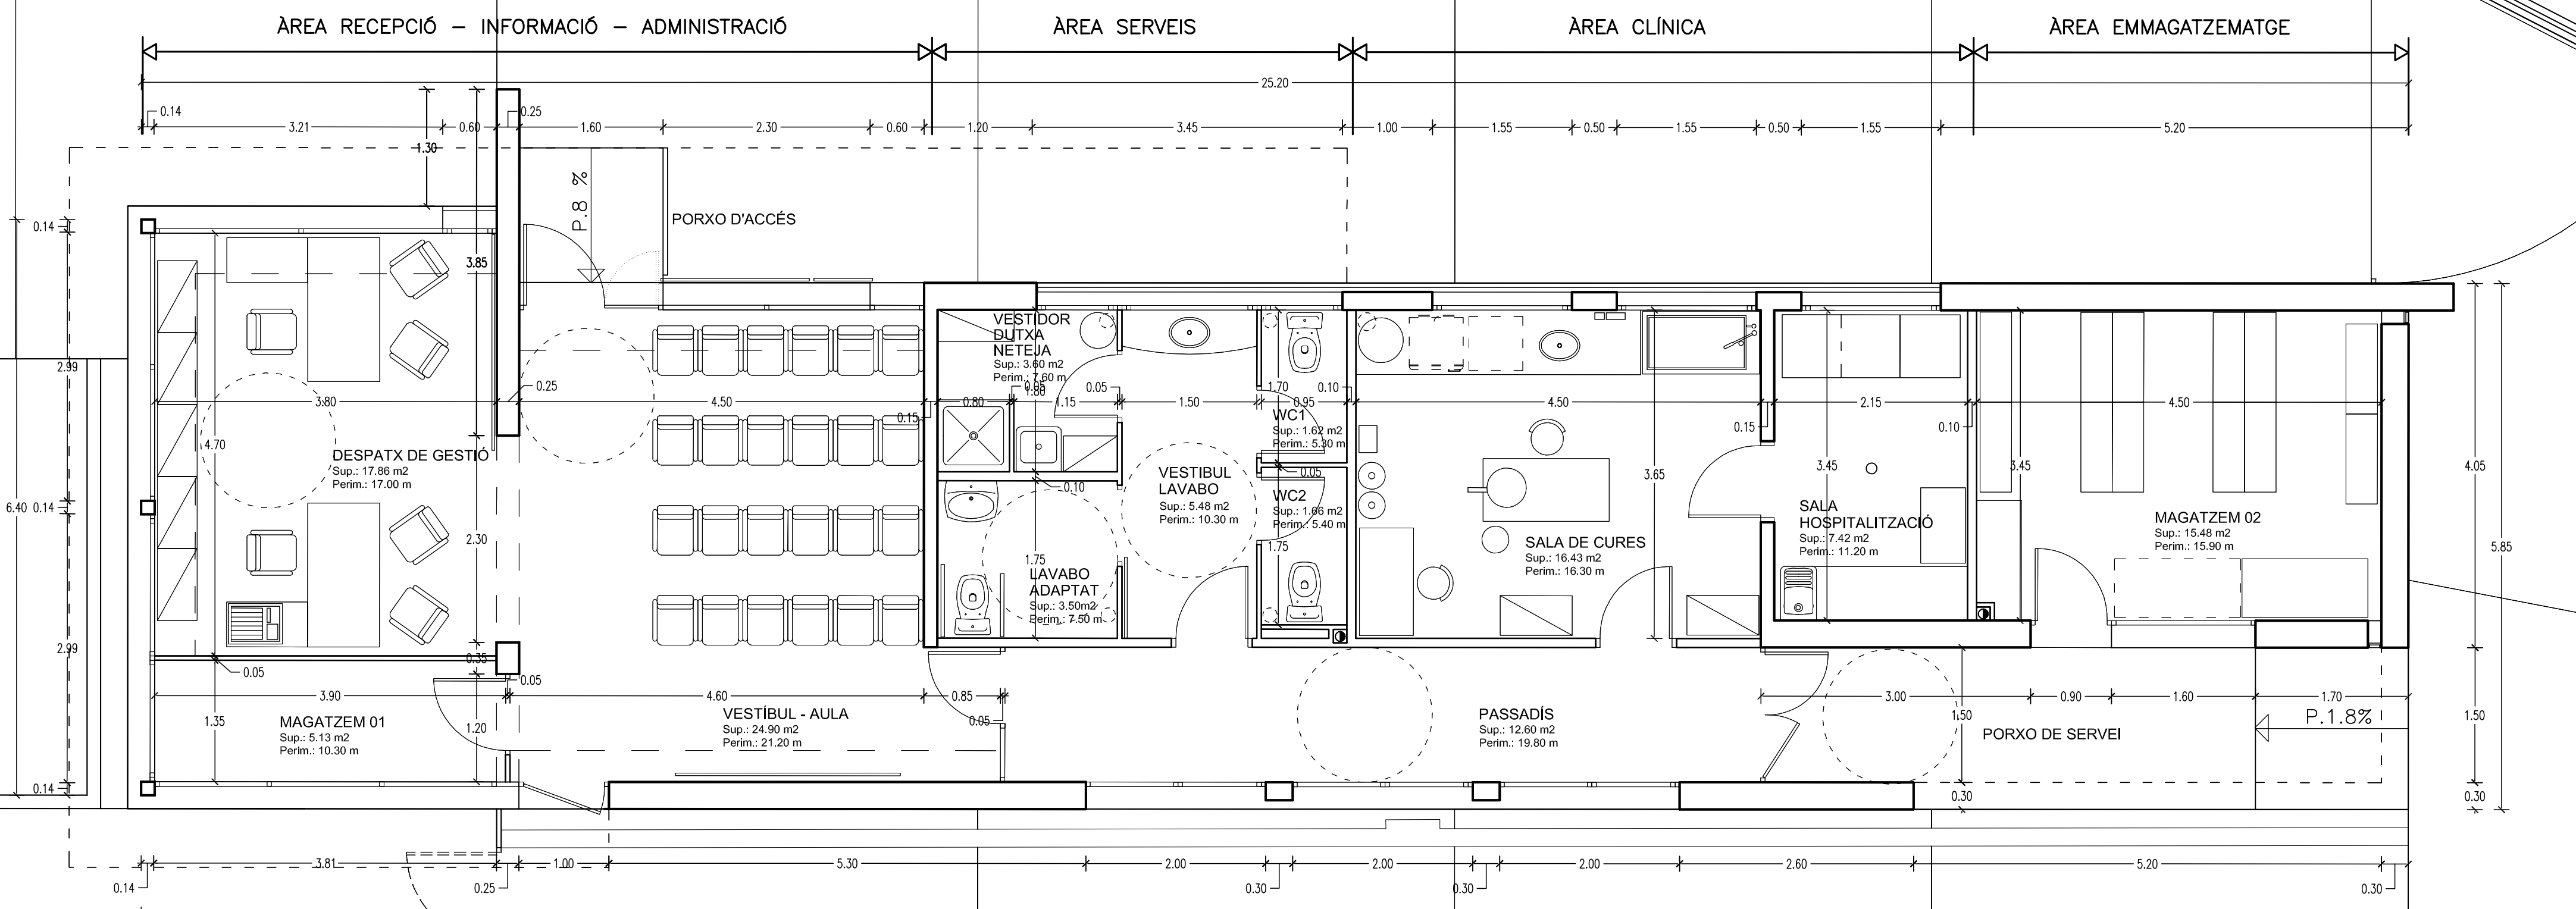 ÀREA RECEPCIÓ – INFORMACIÓ – ADMINISTRACIÓ
ÀREA SERVEIS
ÀREA CLÍNICA
ÀREA EMMAGATZEMATGE
25.20
0.14
3.21
0.60
0.25
1.60
2.30
0.60
1.20
3.45
1.00
1.55
0.50
1.55
0.50
1.55
5.20
1.30
P.8 %
PORXO D'ACCÉS
0.14
3.85
2.99
6.40
0.14
2.99
0.14
3.80
0.25
4.50
0.15
4.70
DESPATX DE GESTIÓ
Sup.: 17.86 m2
Perim.: 17.00 m
2.30
0.35
0.05
3.90
0.05
1.35
MAGATZEM 01
Sup.: 5.13 m2
Perim.: 10.30 m
1.20
4.60
VESTÍBUL - AULA
Sup.: 24.90 m2
Perim.: 21.20 m
0.85
0.05
VESTIDOR
DUTXA
NETEJA
Sup.: 3.60 m2
Perim.: 7.60 m
0.05
1.80
0.05
0.80
1.15
1.50
0.95
0.10
1.70
0.10
WC1
Sup.: 1.62 m2
Perim.: 5.30 m
0.05
WC2
Sup.: 1.66 m2
Perim.: 5.40 m
1.75
VESTIBUL
LAVABO
Sup.: 5.48 m2
Perim.: 10.30 m
1.75
LAVABO
ADAPTAT
Sup.: 3.50m2
Perim.: 7.50 m
4.50
3.65
SALA DE CURES
Sup.: 16.43 m2
Perim.: 16.30 m
0.15
2.15
0.10
3.45
SALA
HOSPITALITZACIÓ
Sup.: 7.42 m2
Perim.: 11.20 m
4.50
3.45
MAGATZEM 02
Sup.: 15.48 m2
Perim.: 15.90 m
4.05
5.85
PASSADÍS
Sup.: 12.60 m2
Perim.: 19.80 m
3.00
0.90
1.60
1.70
1.50
PORXO DE SERVEI
P.1.8%
1.50
0.30
0.30
3.81
1.00
5.30
2.00
2.00
2.00
2.60
5.20
0.14
0.25
0.30
0.30
0.30